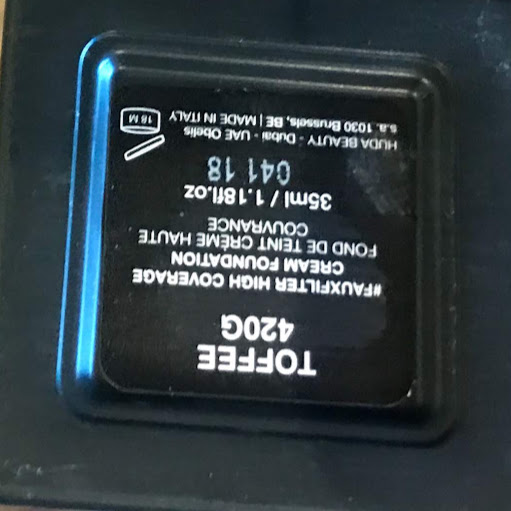 TOFFEE
420G
#FAUXFILTER HIGH COVERAGE
CREAM FOUNDATION
FOND DE TEINT CRÈME HAUTE
COUVRANCE
35ml / 1.18fl.oz
041 18
HUDA BEAUTY - Dubai - UAE Obelis
s.a. 1030 Brussels, BE | MADE IN ITALY
18 M